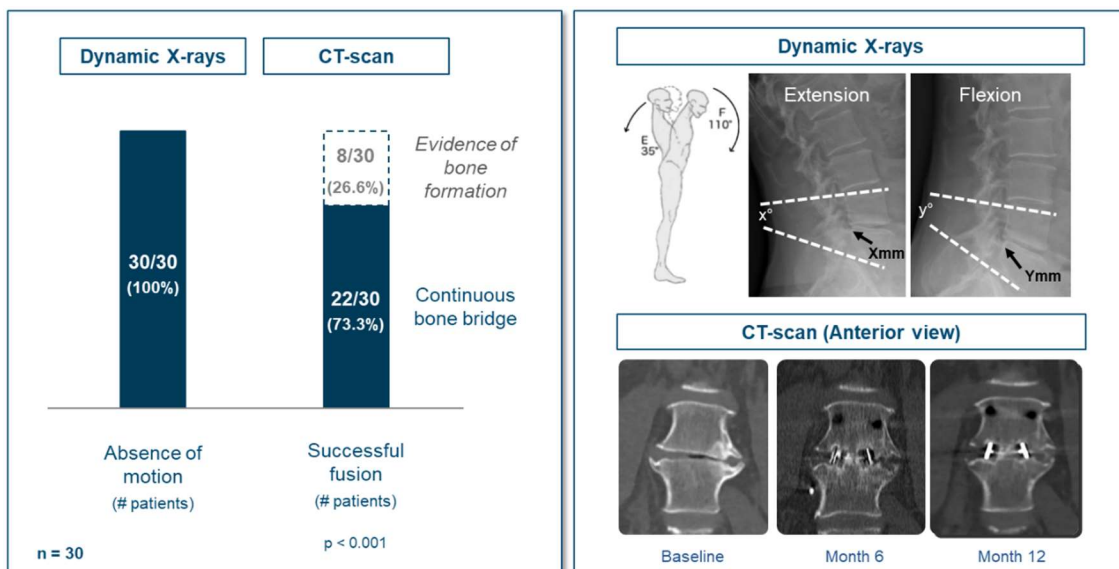 Dynamic X-rays
CT-scan
30/30
(100%)
8/30
(26.6%)
Evidence of
bone
formation
22/30
(73.3%)
Continuous
bone bridge
Absence of
motion
(# patients)
Successful
fusion
(# patients)
p < 0.001
n = 30
Dynamic X-rays
E
35°
F
110°
Extension
x°
Xmm
Flexion
y°
Ymm
CT-scan (Anterior view)
Baseline
Month 6
Month 12